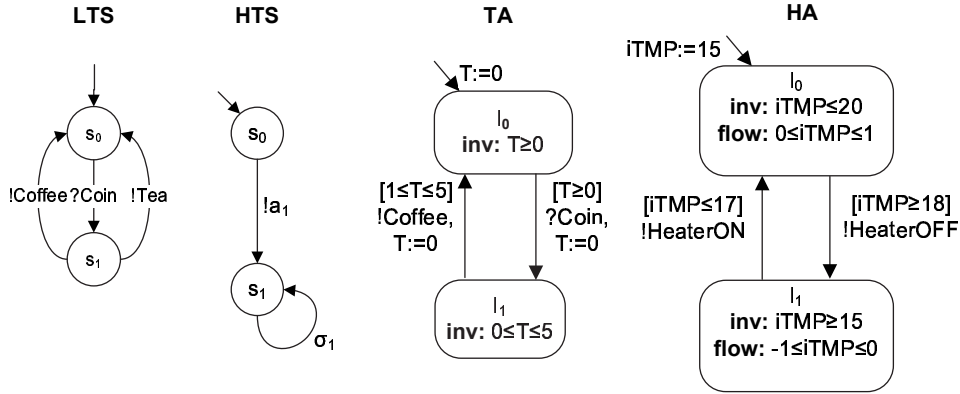 LTS
HTS
TA
HA
s0
!Coffee
?Coin
!Tea
s1
s0
!a1
s1
σ1
T:=0
l0
inv: T≥0
[1≤T≤5]
!Coffee,
T:=0
[T≥0]
?Coin,
T:=0
l1
inv: 0≤T≤5
iTMP:=15
l0
inv: iTMP≤20
flow: 0≤iTMP≤1
[iTMP≤17]
!HeaterON
[iTMP≥18]
!HeaterOFF
l1
inv: iTMP≥15
flow: -1≤iTMP≤0